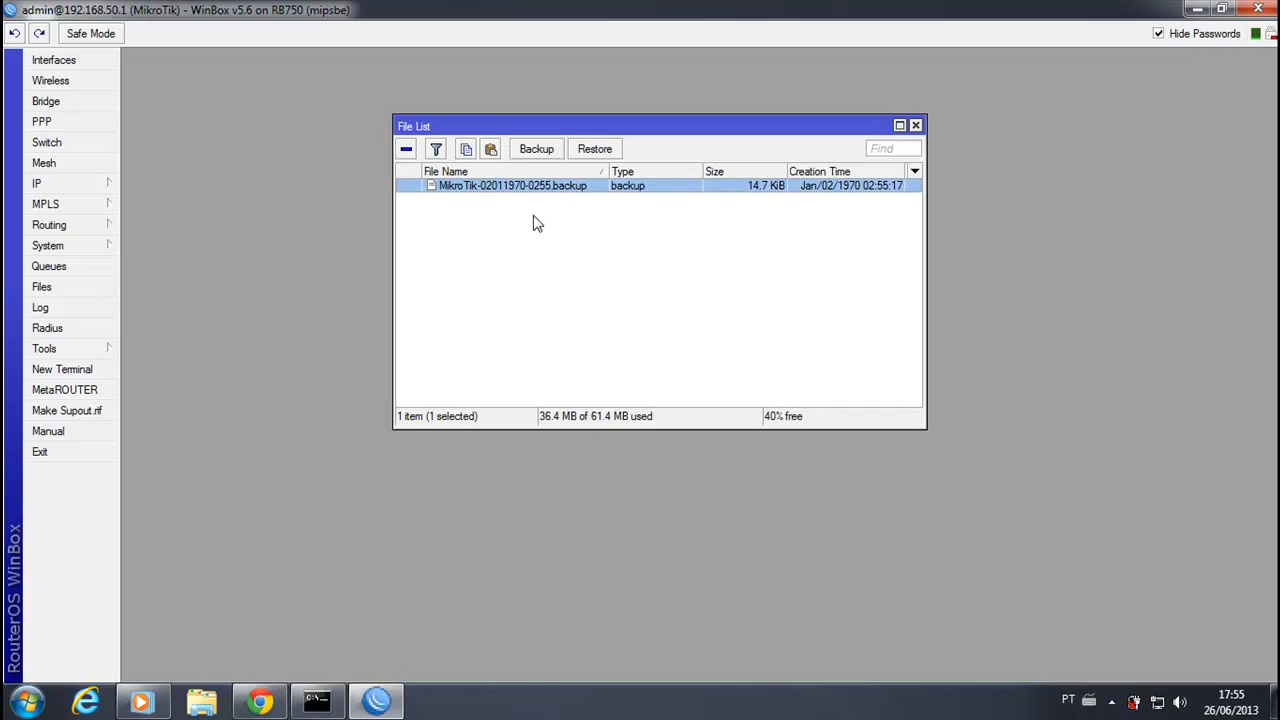 admin@192.168.50.1 (MikroTik) - WinBox v5.6 on RB750 (mipsbe)
Safe Mode
Hide Passwords
Interfaces
Wireless
Bridge
PPP
Switch
Mesh
IP
MPLS
Routing
System
Queues
Files
Log
Radius
Tools
New Terminal
MetaROUTER
Make Supout.rif
Manual
Exit
RouterOS WinBox
File List
Backup
Restore
Find
File Name
Type
Size
Creation Time
MikroTik-02011970-0255.backup
backup
14.7 KiB
Jan/02/1970 02:55:17
1 item (1 selected)
36.4 MB of 61.4 MB used
40% free
C:\.
PT
17:55
26/06/2013